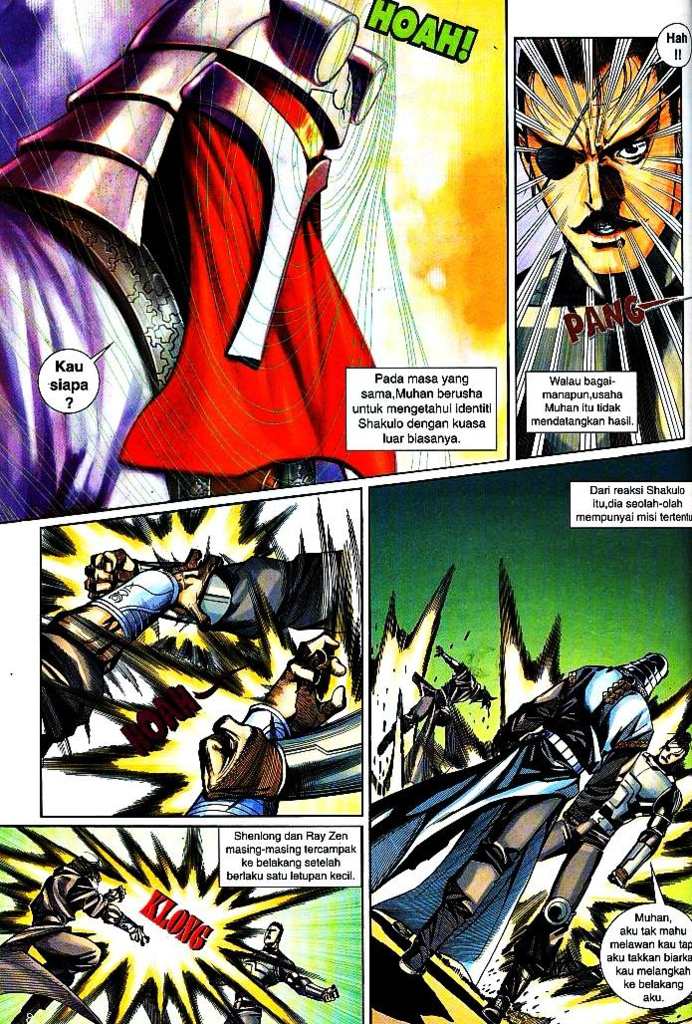 HOAH!
Kau
siapa
?
Pada masa yang
sama,Muhan berusha
untuk mengetahui identiti
Shakulo dengan kuasa
luar biasanya.
Hah
!!
PANG
Walau bagai-
manapun,usaha
Muhan itu tidak
mendatangkan hasil.
HOAH
Dari reaksi Shakulo
itu,dia seolah-olah
mempunyai misi tertentu
Shenlong dan Ray Zen
masing-masing tercampak
ke belakang setelah
berlaku satu letupan kecil.
KLONG
Muhan,
aku tak mahu
melawan kau tap
aku takkan biarka
kau melangkah
ke belakang
aku.